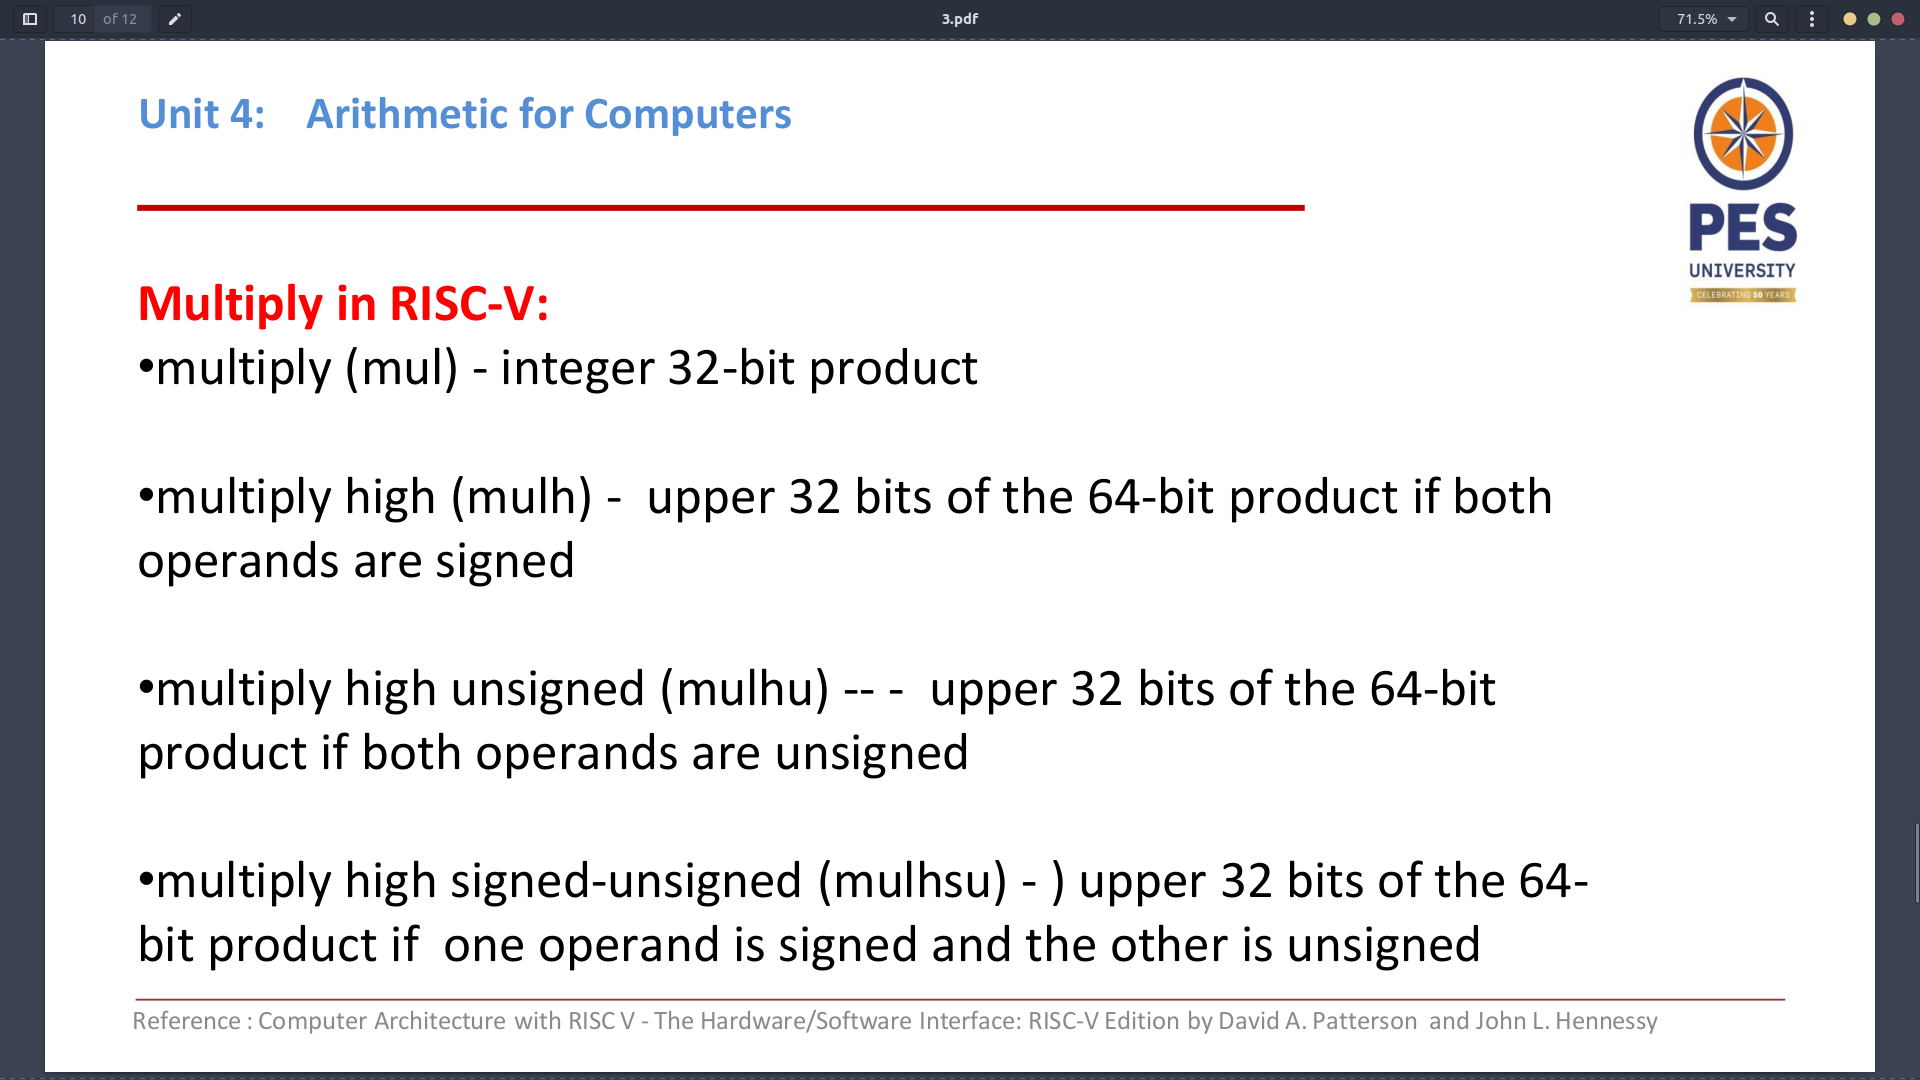 10 of 12
3.pdf
71.5%
Unit 4: Arithmetic for Computers
PES
UNIVERSITY
CELEBRATING 50 YEARS
Multiply in RISC-V:
•multiply (mul) - integer 32-bit product
•multiply high (mulh) - upper 32 bits of the 64-bit product if both
operands are signed
•multiply high unsigned (mulhu) -- - upper 32 bits of the 64-bit
product if both operands are unsigned
•multiply high signed-unsigned (mulhsu) - ) upper 32 bits of the 64-
bit product if one operand is signed and the other is unsigned
Reference : Computer Architecture with RISC V - The Hardware/Software Interface: RISC-V Edition by David A. Patterson and John L. Hennessy